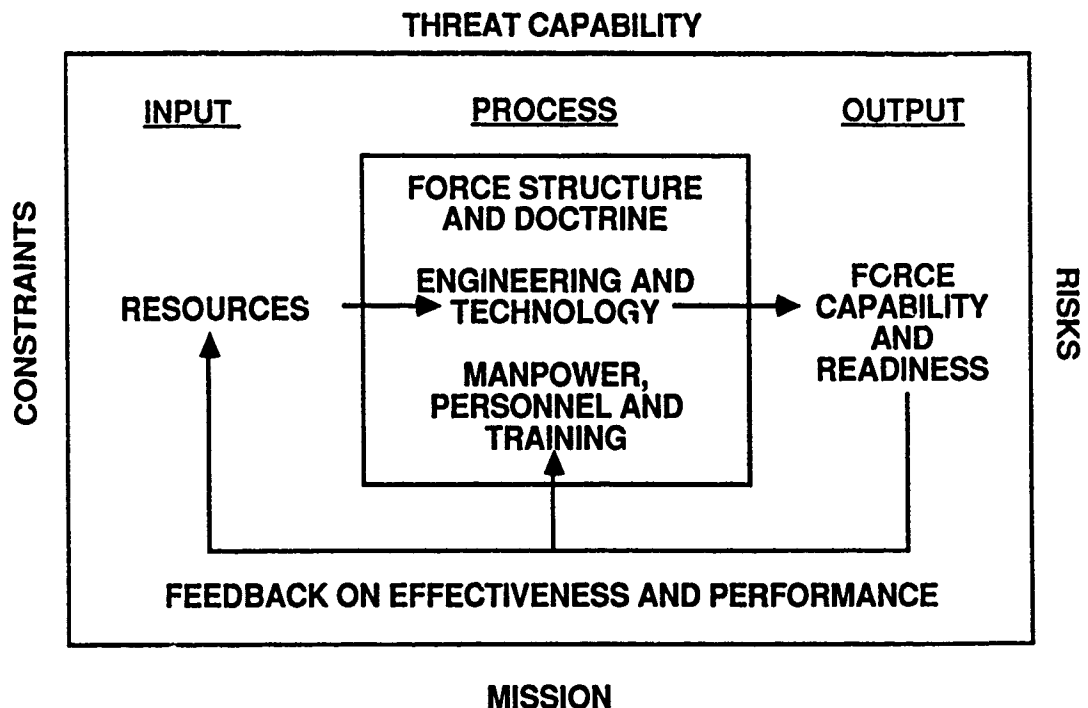 THREAT CAPABILITY
INPUT
PROCESS
OUTPUT
FORCE STRUCTURE
AND DOCTRINE
CONSTRAINTS
RESOURCES
ENGINEERING AND
TECHNOLOGY
FORCE
CAPABILITY
AND
READINESS
RISKS
MANPOWER,
PERSONNEL AND
TRAINING
FEEDBACK ON EFFECTIVENESS AND PERFORMANCE
MISSION